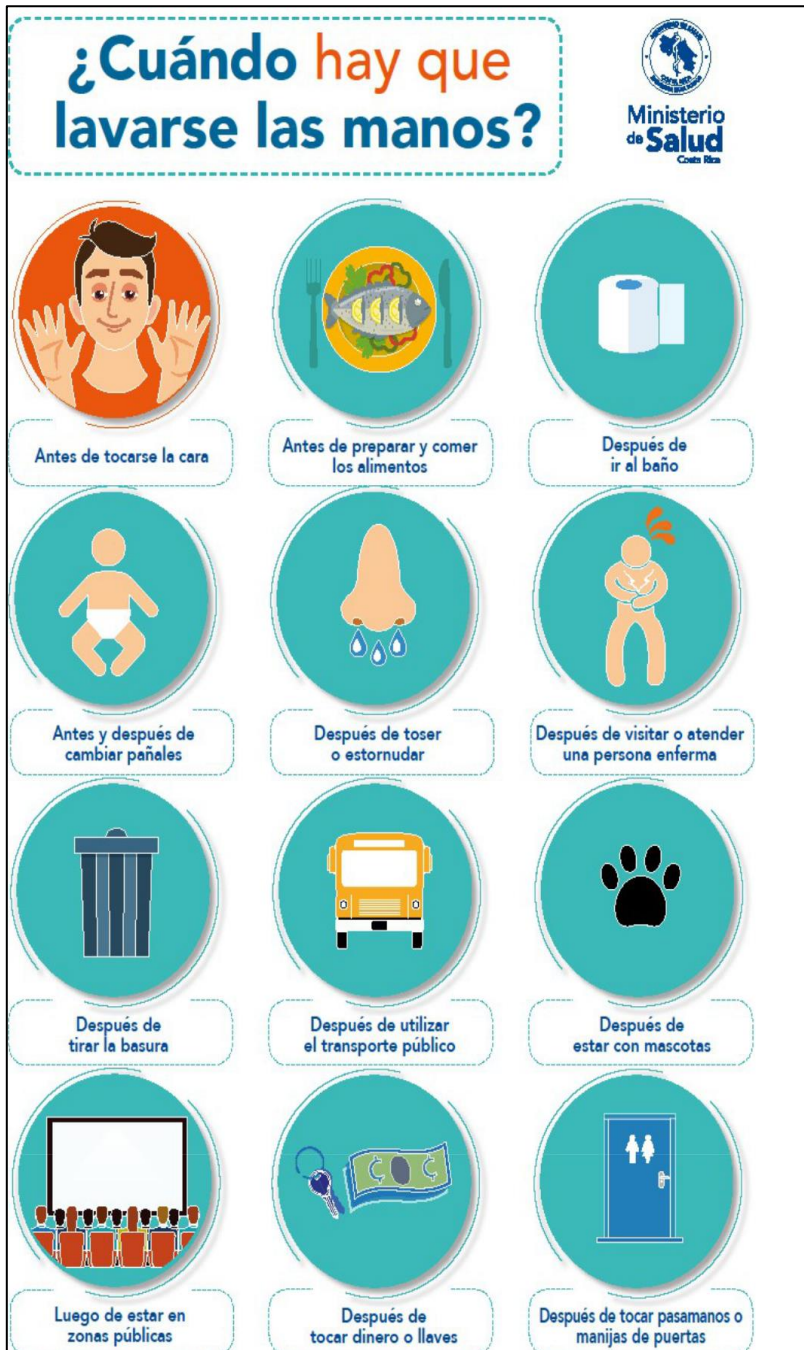 ¿Cuándo hay que
lavarse las manos?
Ministerio
de Salud
Costa Rica
Antes de tocarse la cara
Antes de preparar y comer
los alimentos
Después de
ir al baño
Antes y después de
cambiar pañales
Después de toser
o estornudar
Después de visitar o atender
una persona enferma
Después de
tirar la basura
Después de utilizar
el transporte público
Después de
estar con mascotas
Luego de estar en
zonas públicas
Después de
tocar dinero o llaves
Después de tocar pasamanos o
manijas de puertas